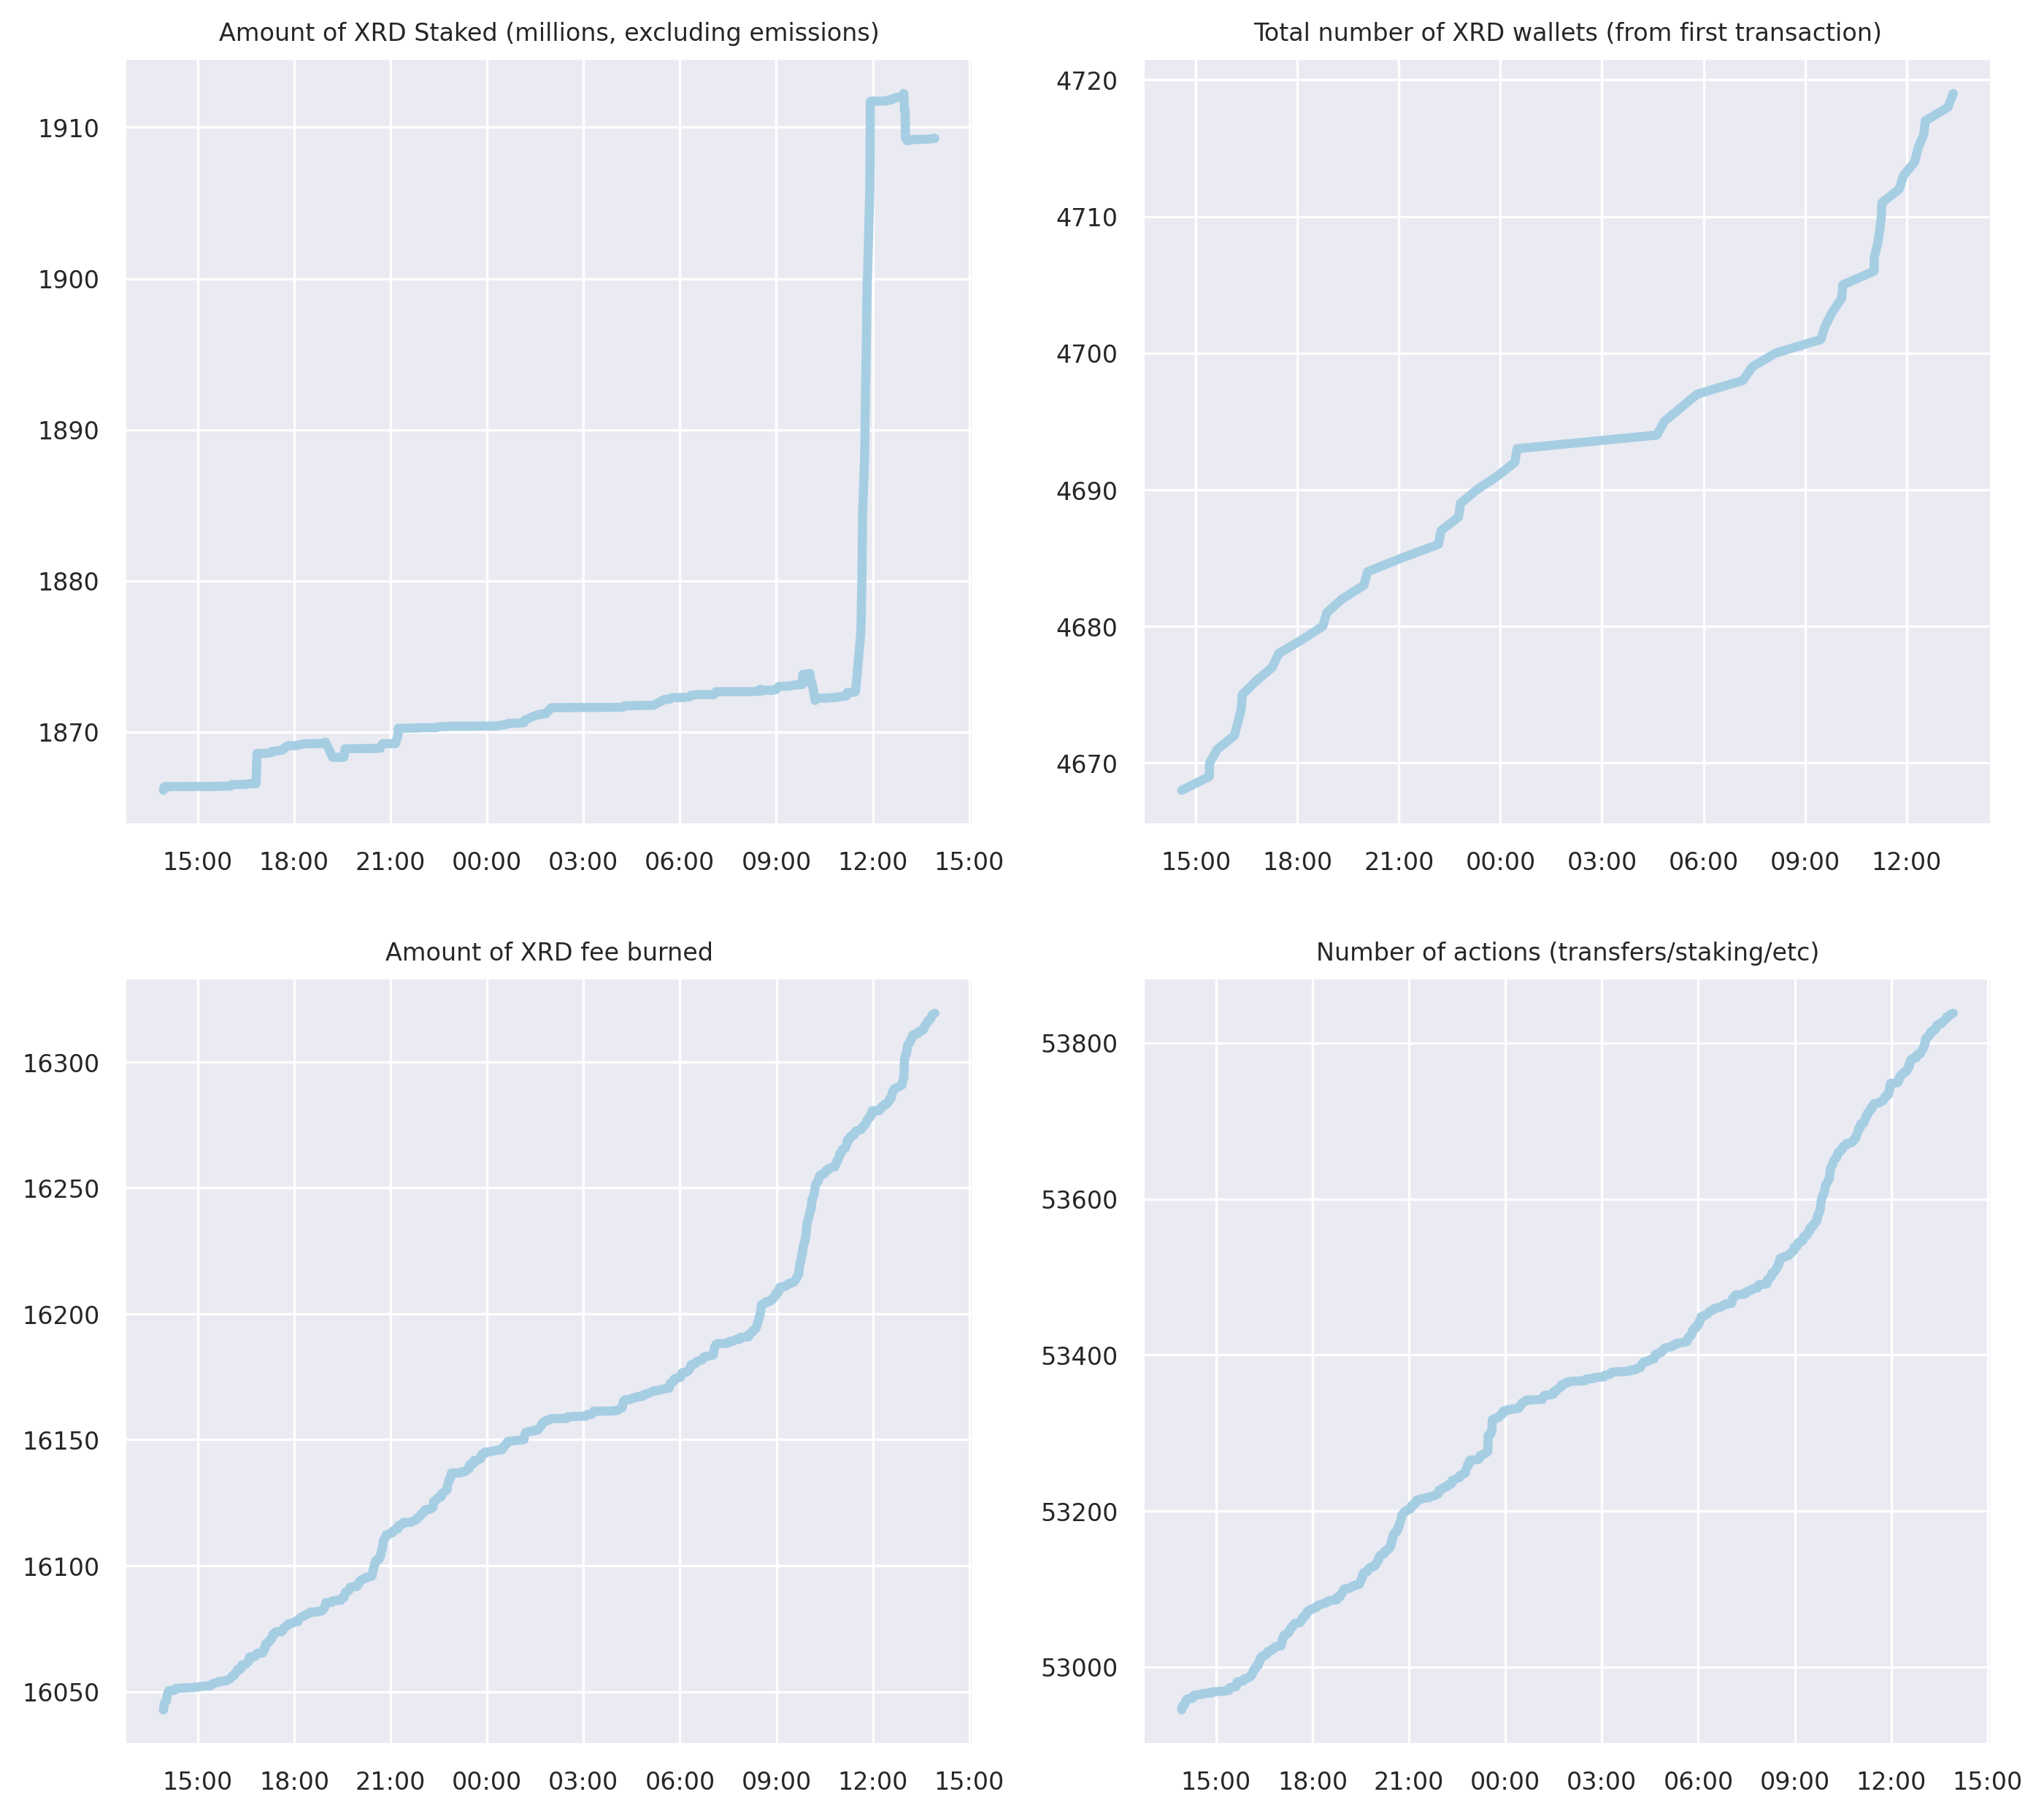 Amount of XRD Staked (millions, excluding emissions)
1910
1900
1890
1880
1870
15:00 18:00 21:00 00:00 03:00 06:00 09:00 12:00 15:00
Total number of XRD wallets (from first transaction)
4720
4710
4700
4690
4680
4670
15:00 18:00 21:00 00:00 03:00 06:00 09:00 12:00
Amount of XRD fee burned
16300
16250
16200
16150
16100
16050
15:00 18:00 21:00 00:00 03:00 06:00 09:00 12:00 15:00
Number of actions (transfers/staking/etc)
53800
53600
53400
53200
53000
15:00 18:00 21:00 00:00 03:00 06:00 09:00 12:00 15:00